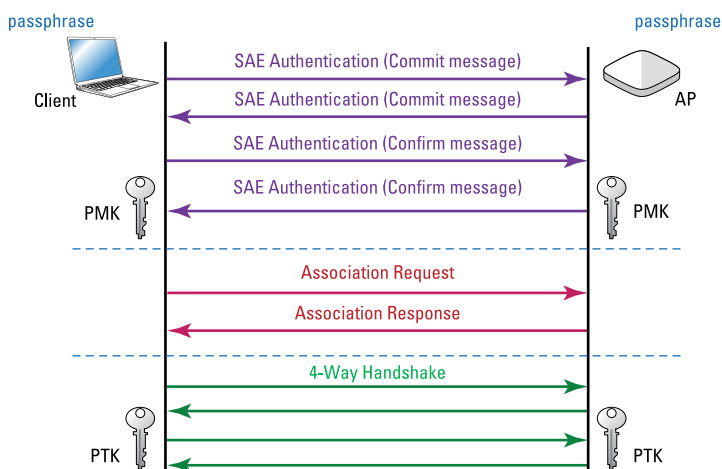 passphrase
passphrase
SAE Authentication (Commit message)
Client
AP
SAE Authentication (Commit message)
SAE Authentication (Confirm message)
SAE Authentication (Confirm message)
PMK
PMK
Association Request
Association Response
4-Way Handshake
PTK
PTK